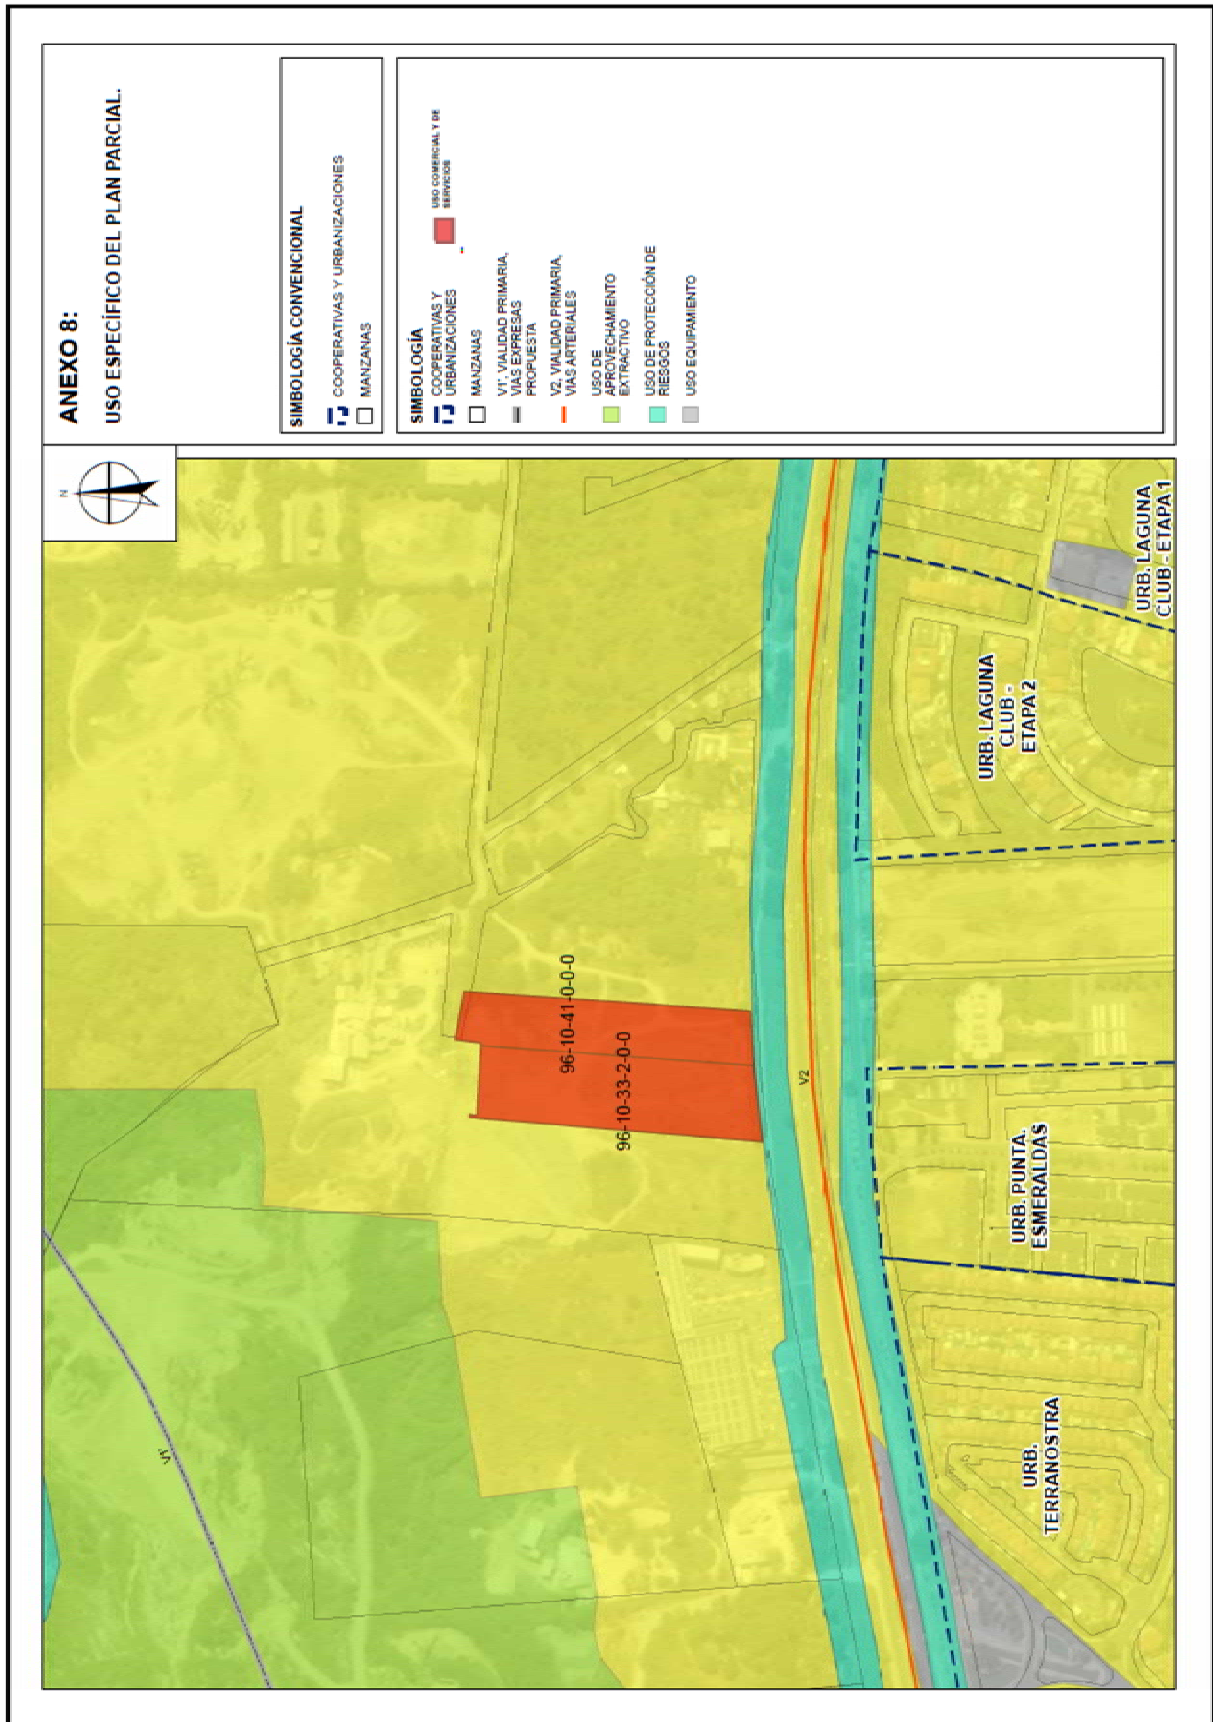 ANEXO 8:
USO ESPECÍFICO DEL PLAN PARCIAL.
SIMBOLOGÍA CONVENCIONAL
COOPERATIVAS Y URBANIZACIONES
MANZANAS
SIMBOLOGÍA
COOPERATIVAS Y
URBANIZACIONES
MANZANAS
V1', VIALIDAD PRIMARIA,
VIAS EXPRESAS
PROPUESTA
V2, VIALIDAD PRIMARIA,
VIAS ARTERIALES
USO DE
APROVECHAMIENTO
EXTRACTIVO
USO DE PROTECCIÓN DE
RIESGOS
USO EQUIPAMIENTO
USO COMERCIAL Y DE
SERVICIOS
N
V1'
96-10-41-0-0-0
96-10-33-2-0-0
V2
URB.
TERRANOSTRA
URB. PUNTA.
ESMERALDAS
URB. LAGUNA
CLUB -
ETAPA 2
URB. LAGUNA
CLUB - ETAPA 1